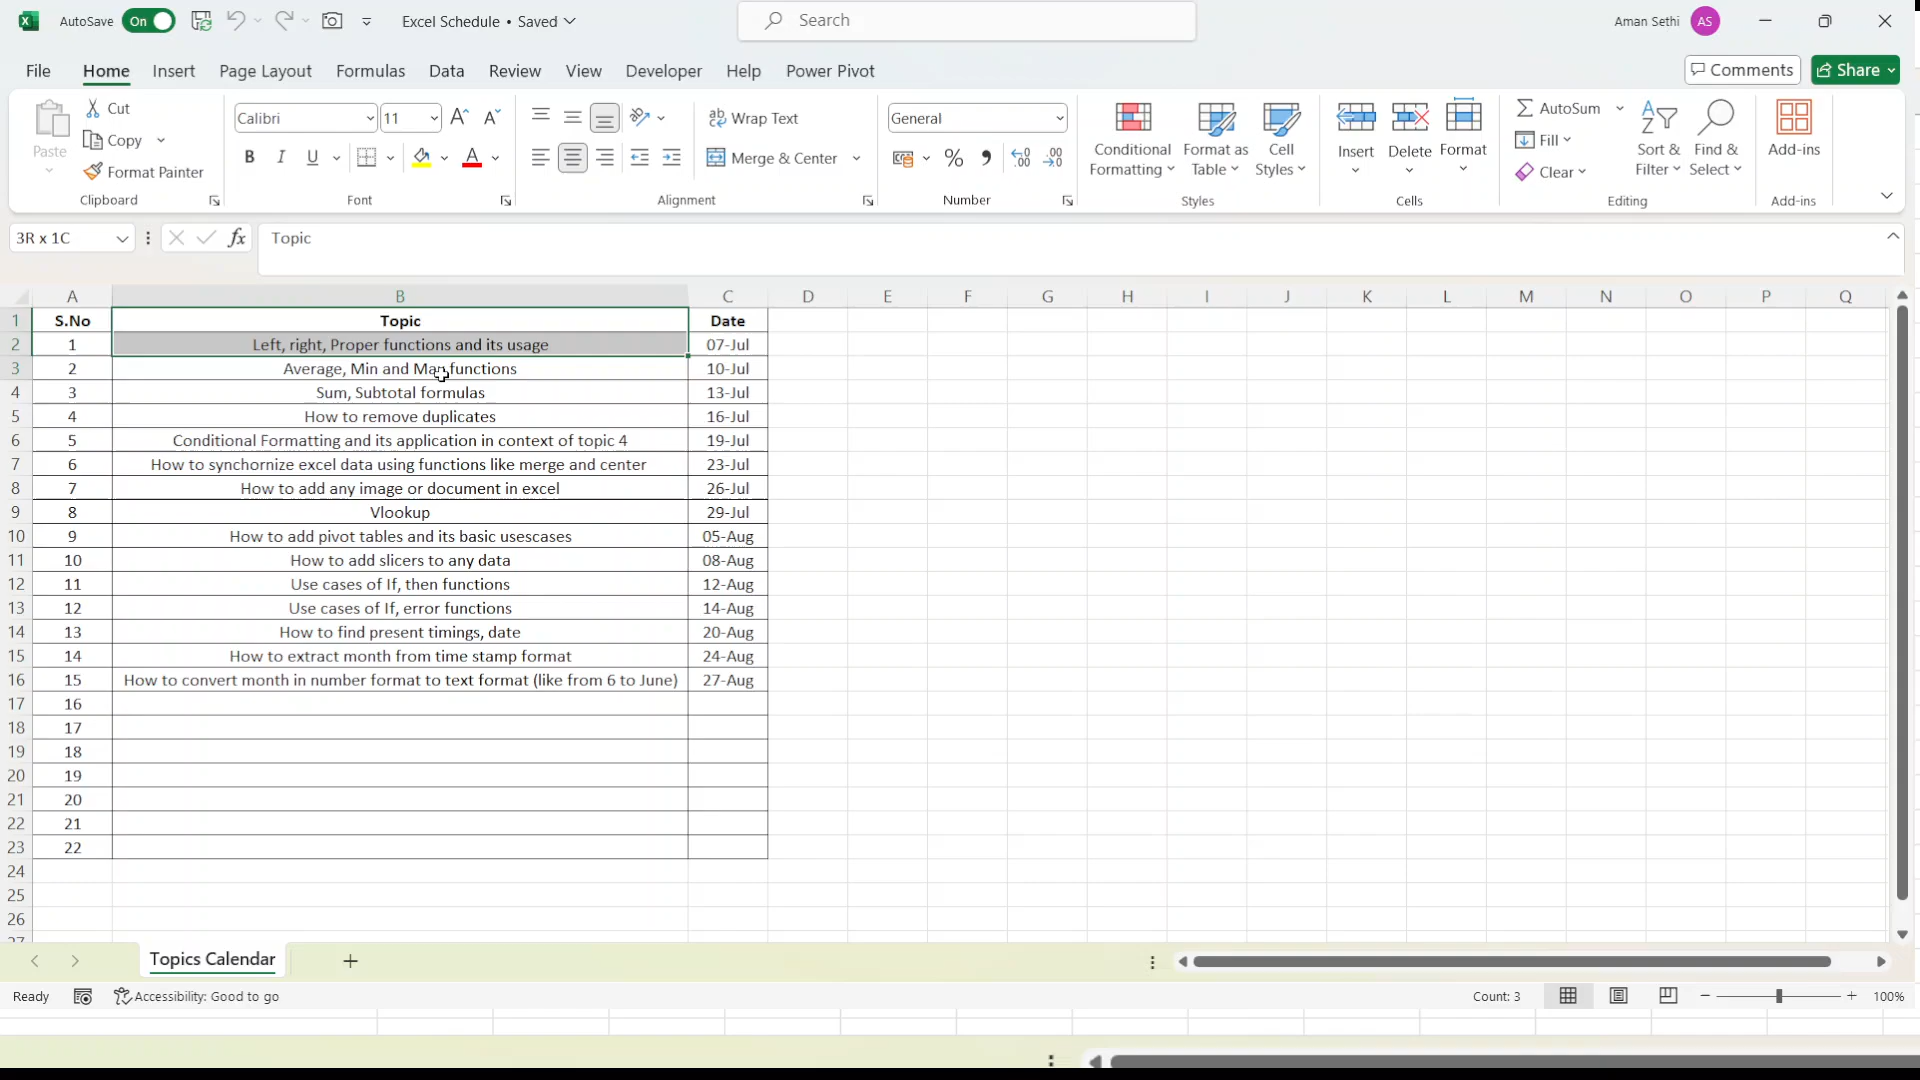 AutoSave On Excel Schedule • Saved Search Aman Sethi AS
File Home Insert Page Layout Formulas Data Review View Developer Help Power Pivot Comments Share
Paste
Cut
Copy
Format Painter
Clipboard
Calibri 11
B I U A
Font
ab Wrap Text
Merge & Center
Alignment
General
% , .00
Number
Conditional Formatting
Format as Table
Cell Styles
Styles
Insert
Delete
Format
Cells
AutoSum
Fill
Clear
Sort & Filter
Find & Select
Editing
Add-ins
Add-ins
3R x 1C fx Topic
A B C D E F G H I J K L M N O P Q
1 S.No Topic Date
2 1 Left, right, Proper functions and its usage 07-Jul
3 2 Average, Min and Max functions 10-Jul
4 3 Sum, Subtotal formulas 13-Jul
5 4 How to remove duplicates 16-Jul
6 5 Conditional Formatting and its application in context of topic 4 19-Jul
7 6 How to synchornize excel data using functions like merge and center 23-Jul
8 7 How to add any image or document in excel 26-Jul
9 8 Vlookup 29-Jul
10 9 How to add pivot tables and its basic usescases 05-Aug
11 10 How to add slicers to any data 08-Aug
12 11 Use cases of If, then functions 12-Aug
13 12 Use cases of If, error functions 14-Aug
14 13 How to find present timings, date 20-Aug
15 14 How to extract month from time stamp format 24-Aug
16 15 How to convert month in number format to text format (like from 6 to June) 27-Aug
17 16
18 17
19 18
20 19
21 20
22 21
23 22
24
25
26
27
Topics Calendar +
Ready Accessibility: Good to go Count: 3 100%